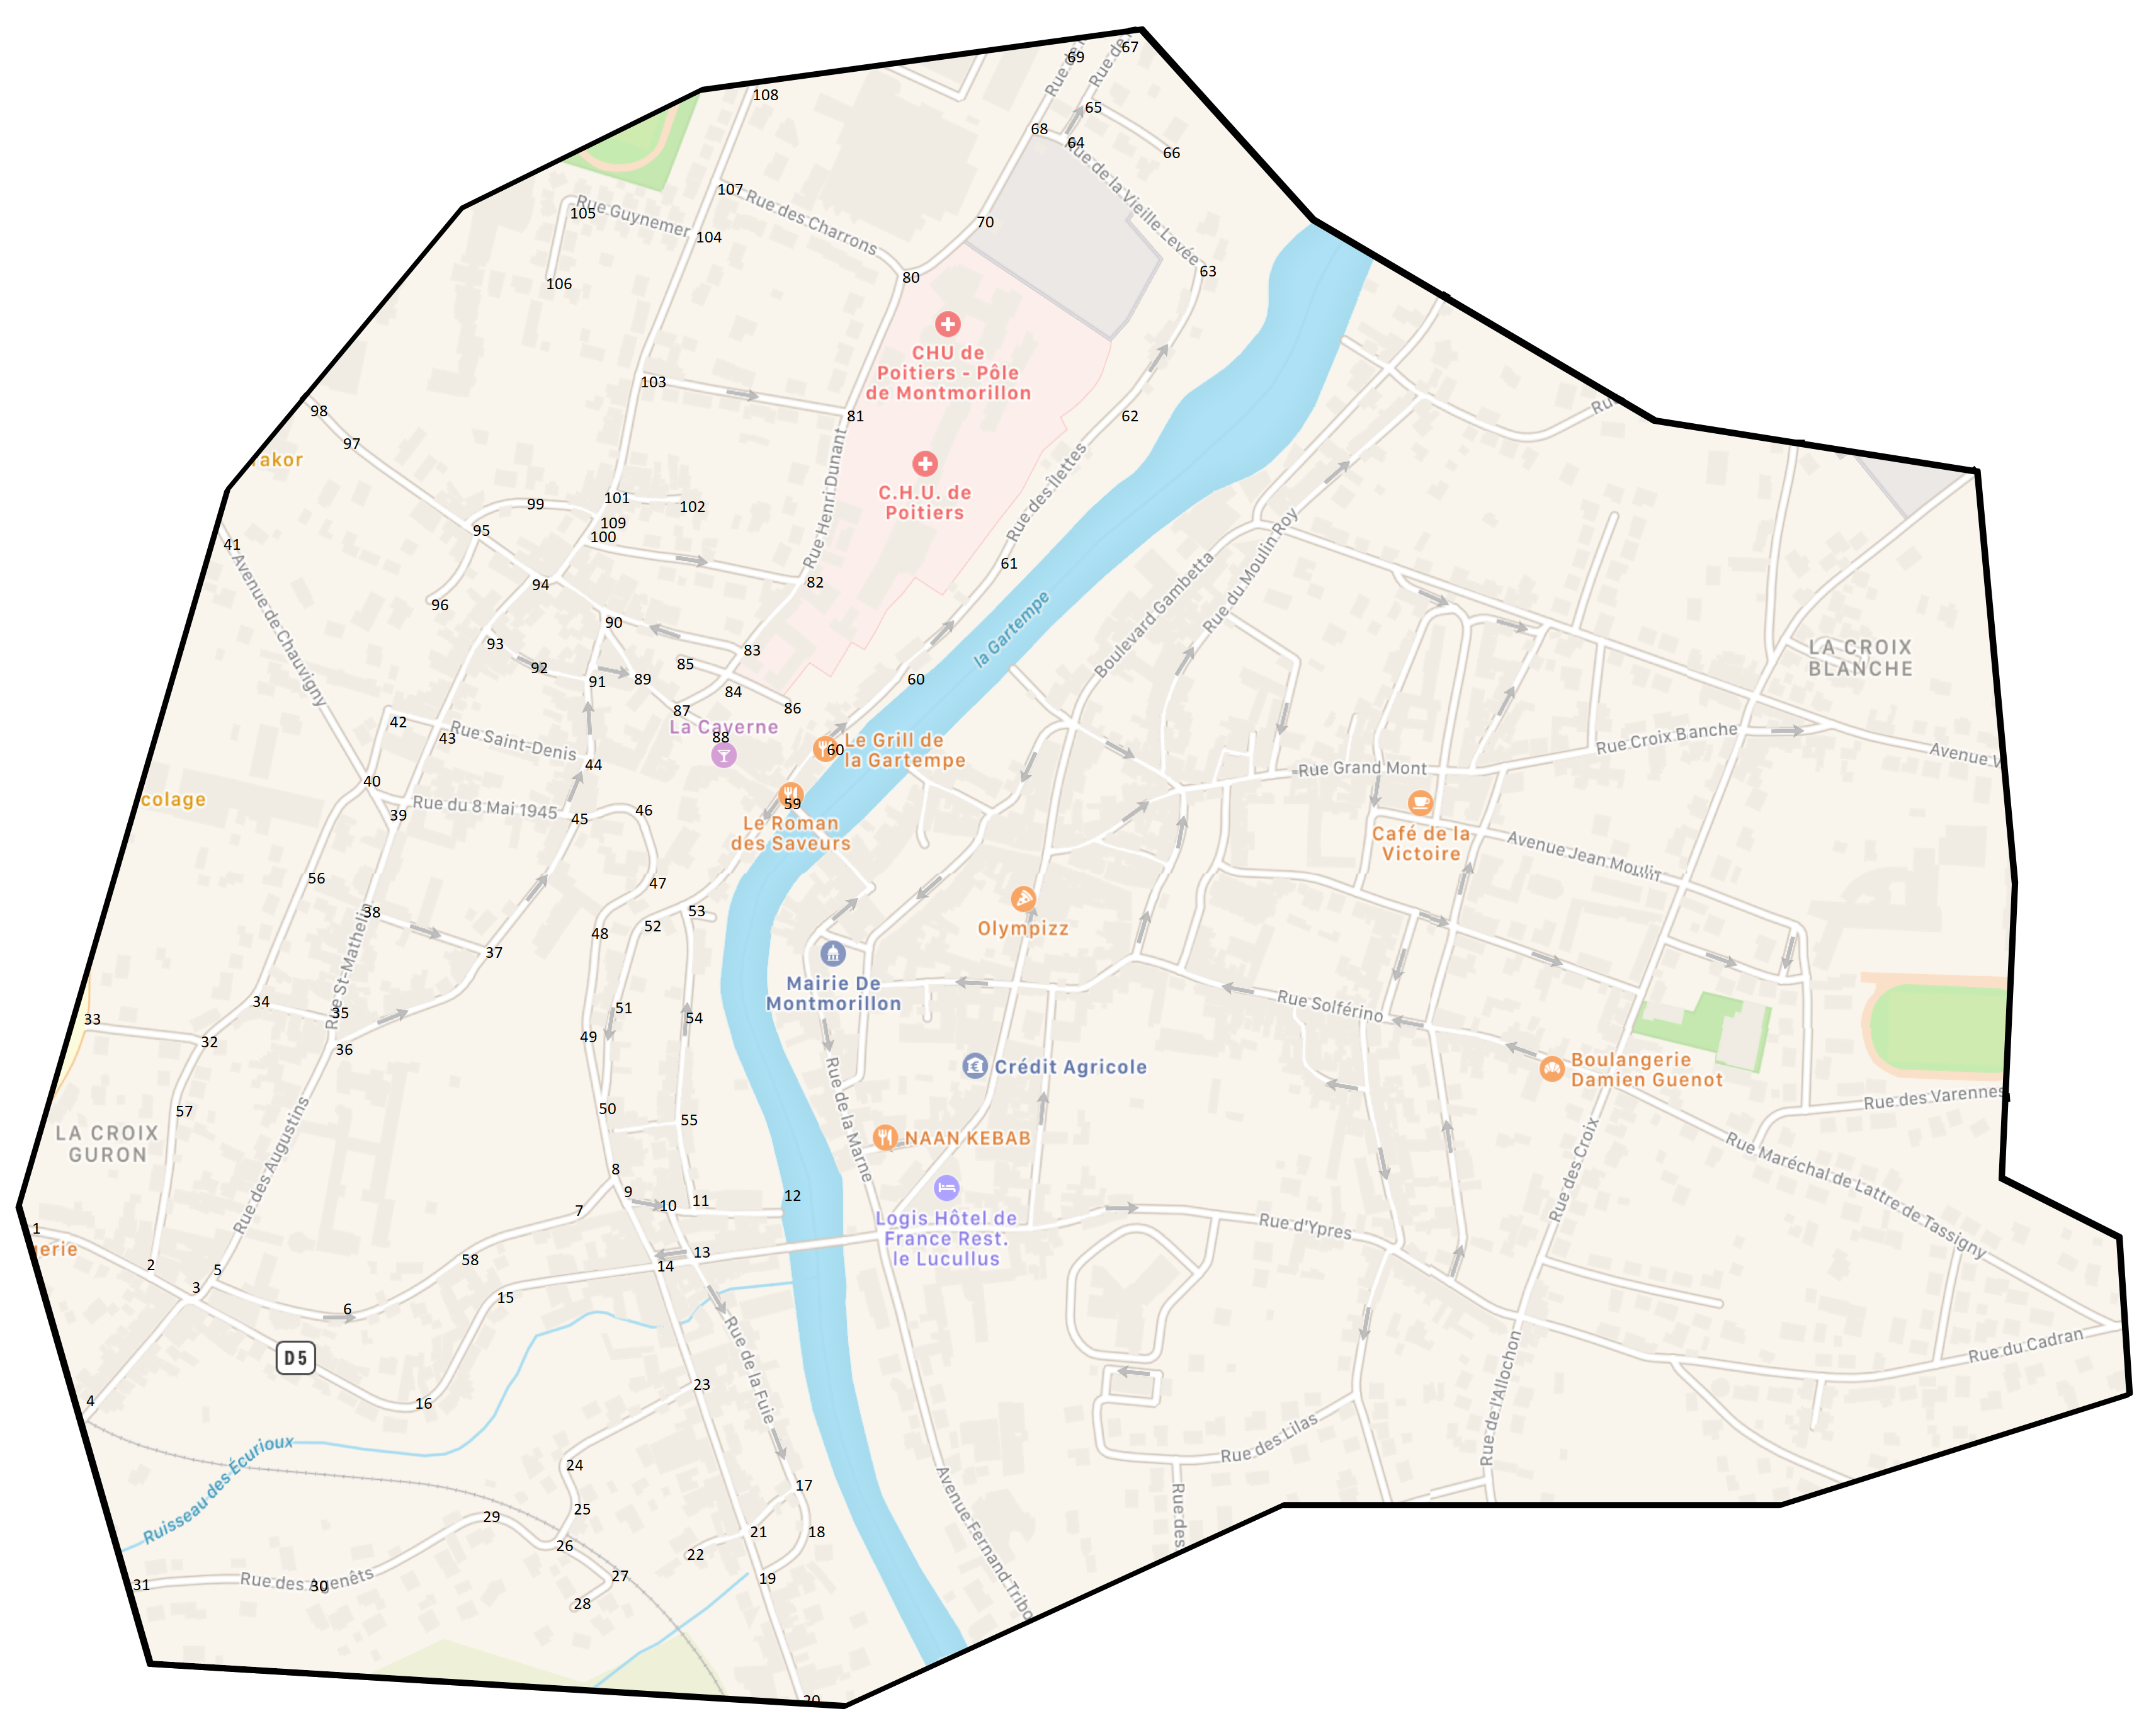 67
69
Rue de
Rue de
108
65
68
64
66
Rue de la Vieille Levée
107
Rue des Charrons
105
Rue Guynemer
104
70
106
80
63
CHU de
Poitiers - Pôle
de Montmorillon
103
81
62
98
97
akor
C.H.U. de
Poitiers
Rue Henri Dunant
Rue des Îlettes
99
101
102
109
100
95
41
61
82
94
96
Avenue de Chauvigny
la Gartempe
Boulevard Gambetta
Rue du Moulin Roy
90
93
83
92
85
91
89
84
60
87
86
LA CROIX
BLANCHE
42
43
Rue Saint-Denis
La Caverne
88
60
Le Grill de
la Gartempe
44
40
Rue Croix Banche
Avenue V
Rue Grand Mont
colage
39
Rue du 8 Mai 1945
45
46
59
Le Roman
des Saveurs
Café de la
Victoire
Avenue Jean Moulin
56
47
38
48
52
53
Olympizz
37
Rue St-Mathelin
Mairie De
Montmorillon
34
35
51
54
33
32
36
49
Rue Solférino
Crédit Agricole
Boulangerie
Damien Guenot
57
50
55
Rue des Varennes
LA CROIX
GURON
Rue des Augustins
Rue de la Marne
NAAN KEBAB
Rue Maréchal de Lattre de Tassigny
Rue des Croix
8
9
10
11
12
7
Logis Hôtel de
France Rest.
le Lucullus
Rue d'Ypres
1
erie
2
58
13
14
5
3
15
6
D5
Rue de la Fuie
Rue du Cadran
4
16
23
Rue de l'Allochon
Rue des Lilas
Ruisseau des Écurioux
24
17
25
29
21
18
26
22
Avenue Fernand Tribo
Rue des
27
19
31
Rue des Agenêts
30
28
20